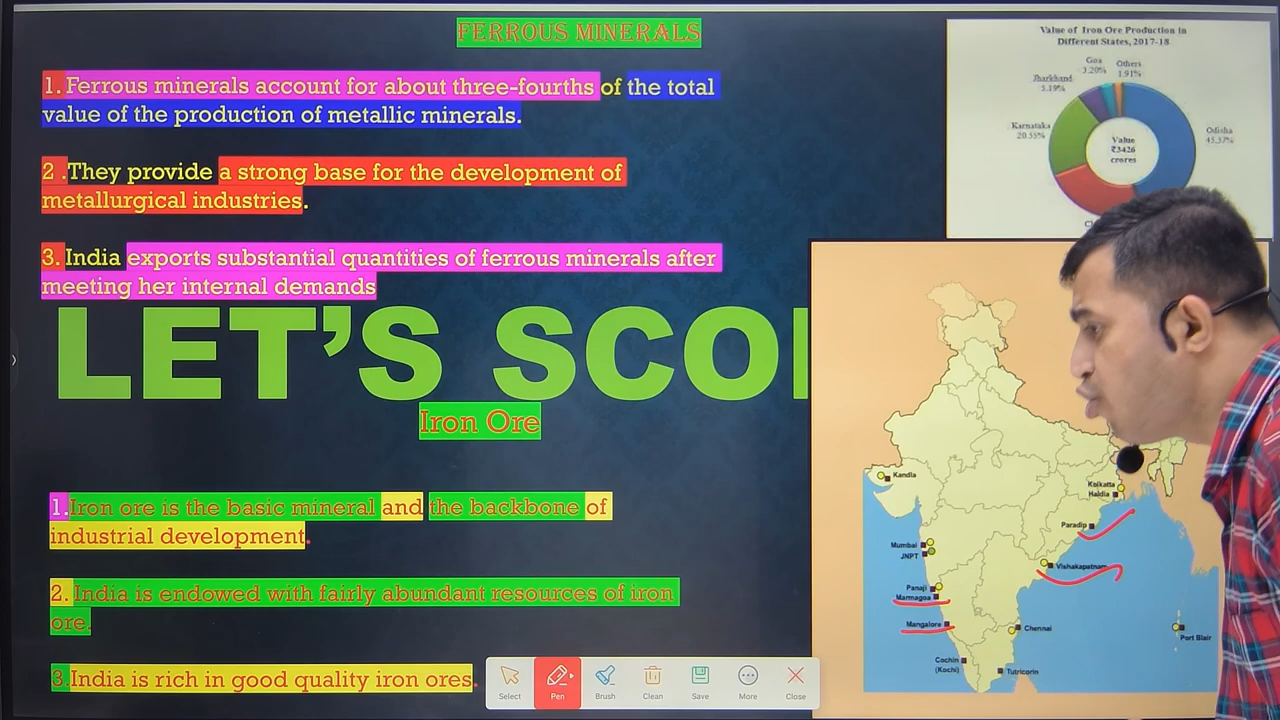 FERROUS MINERALS
1. Ferrous minerals account for about three-fourths of the total
value of the production of metallic minerals.
2 .They provide a strong base for the development of
metallurgical industries.
3. India exports substantial quantities of ferrous minerals after
meeting her internal demands
LET'S SCO
Iron Ore
1.Iron ore is the basic mineral and the backbone of
industrial development.
2. India is endowed with fairly abundant resources of iron
ore.
3.India is rich in good quality iron ores.
Select
Pen
Brush
Clean
Save
More
Close
Value of Iron Ore Production in
Different States, 2017-18
Goa
3.20%
Others
1.91%
Jharkhand
5.19%
Karnataka
20.55%
Odisha
45.37%
Value
₹3426
crores
Kandla
Kolkatta
Haldia
Paradip
Mumbai
JNPT
Vishakapatnam
Panaji
Marmagoa
Mangalore
Chennai
Port Blair
Cochin
(Kochi)
Tutricorin